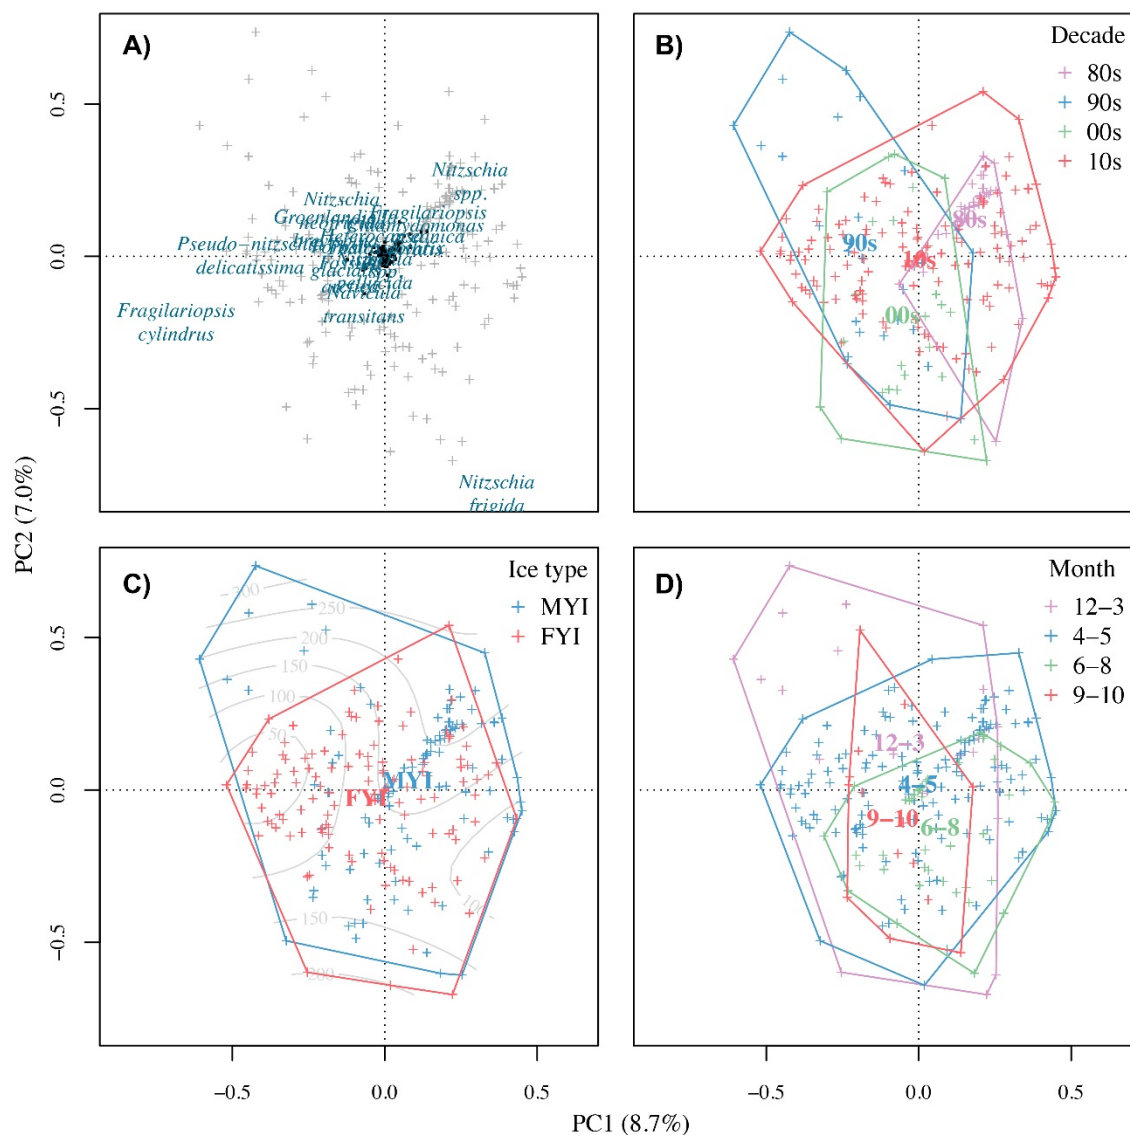 A)
0.5
0.0
−0.5
Nitzschia
spp.
Nitzschia
Fragilariopsis
Pseudo−nitzschia
delicatissima
glacialis
Fragilariopsis
cylindrus
Navicula
transitans
Nitzschia
frigida
B)
Decade
80s
90s
00s
10s
80s
90s
10s
00s
PC2 (7.0%)
C)
Ice type
MYI
FYI
300
250
200
150
100
50
MYI
FYI
100
150
200
0.5
0.0
−0.5
−0.5
0.0
0.5
D)
Month
12−3
4−5
6−8
9−10
12−3
4−5
9−10
6−8
−0.5
0.0
0.5
PC1 (8.7%)